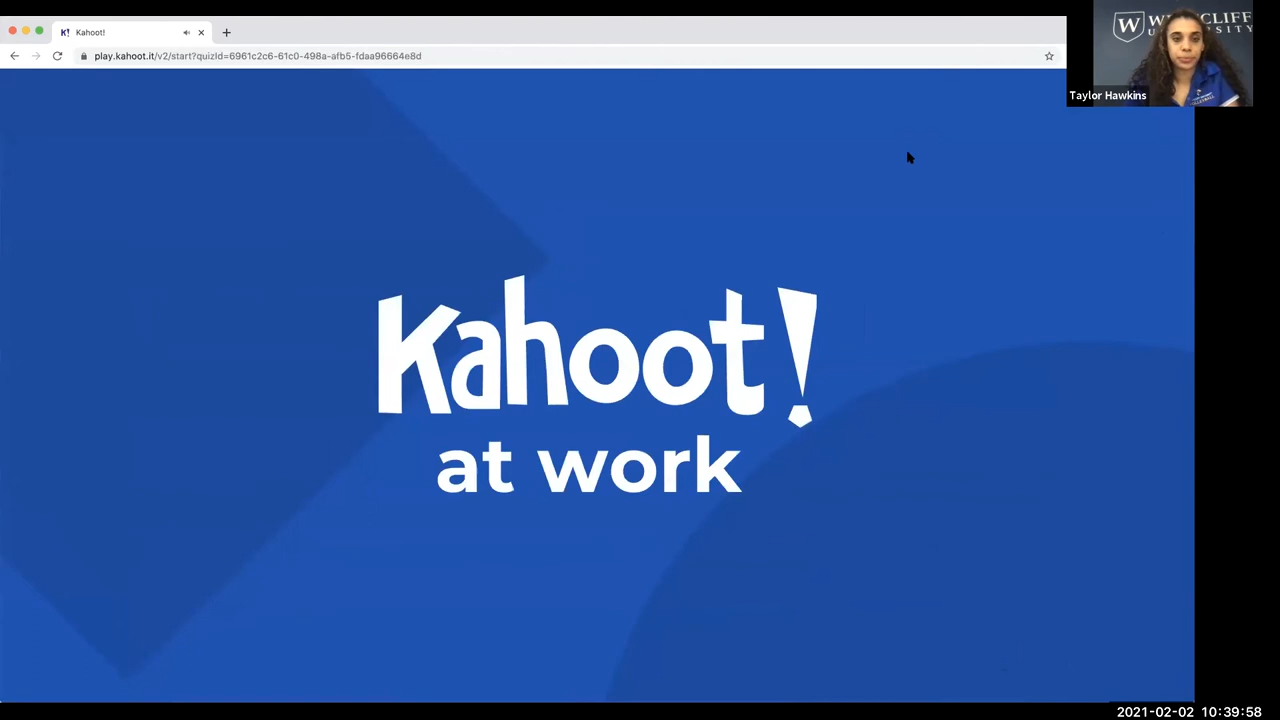 K! Kahoot!
play.kahoot.it/v2/start?quizId=6961c2c6-61c0-498a-afb5-fdaa96664e8d
W
Taylor Hawkins
Kahoot!
at work
2021-02-02 10:39:58